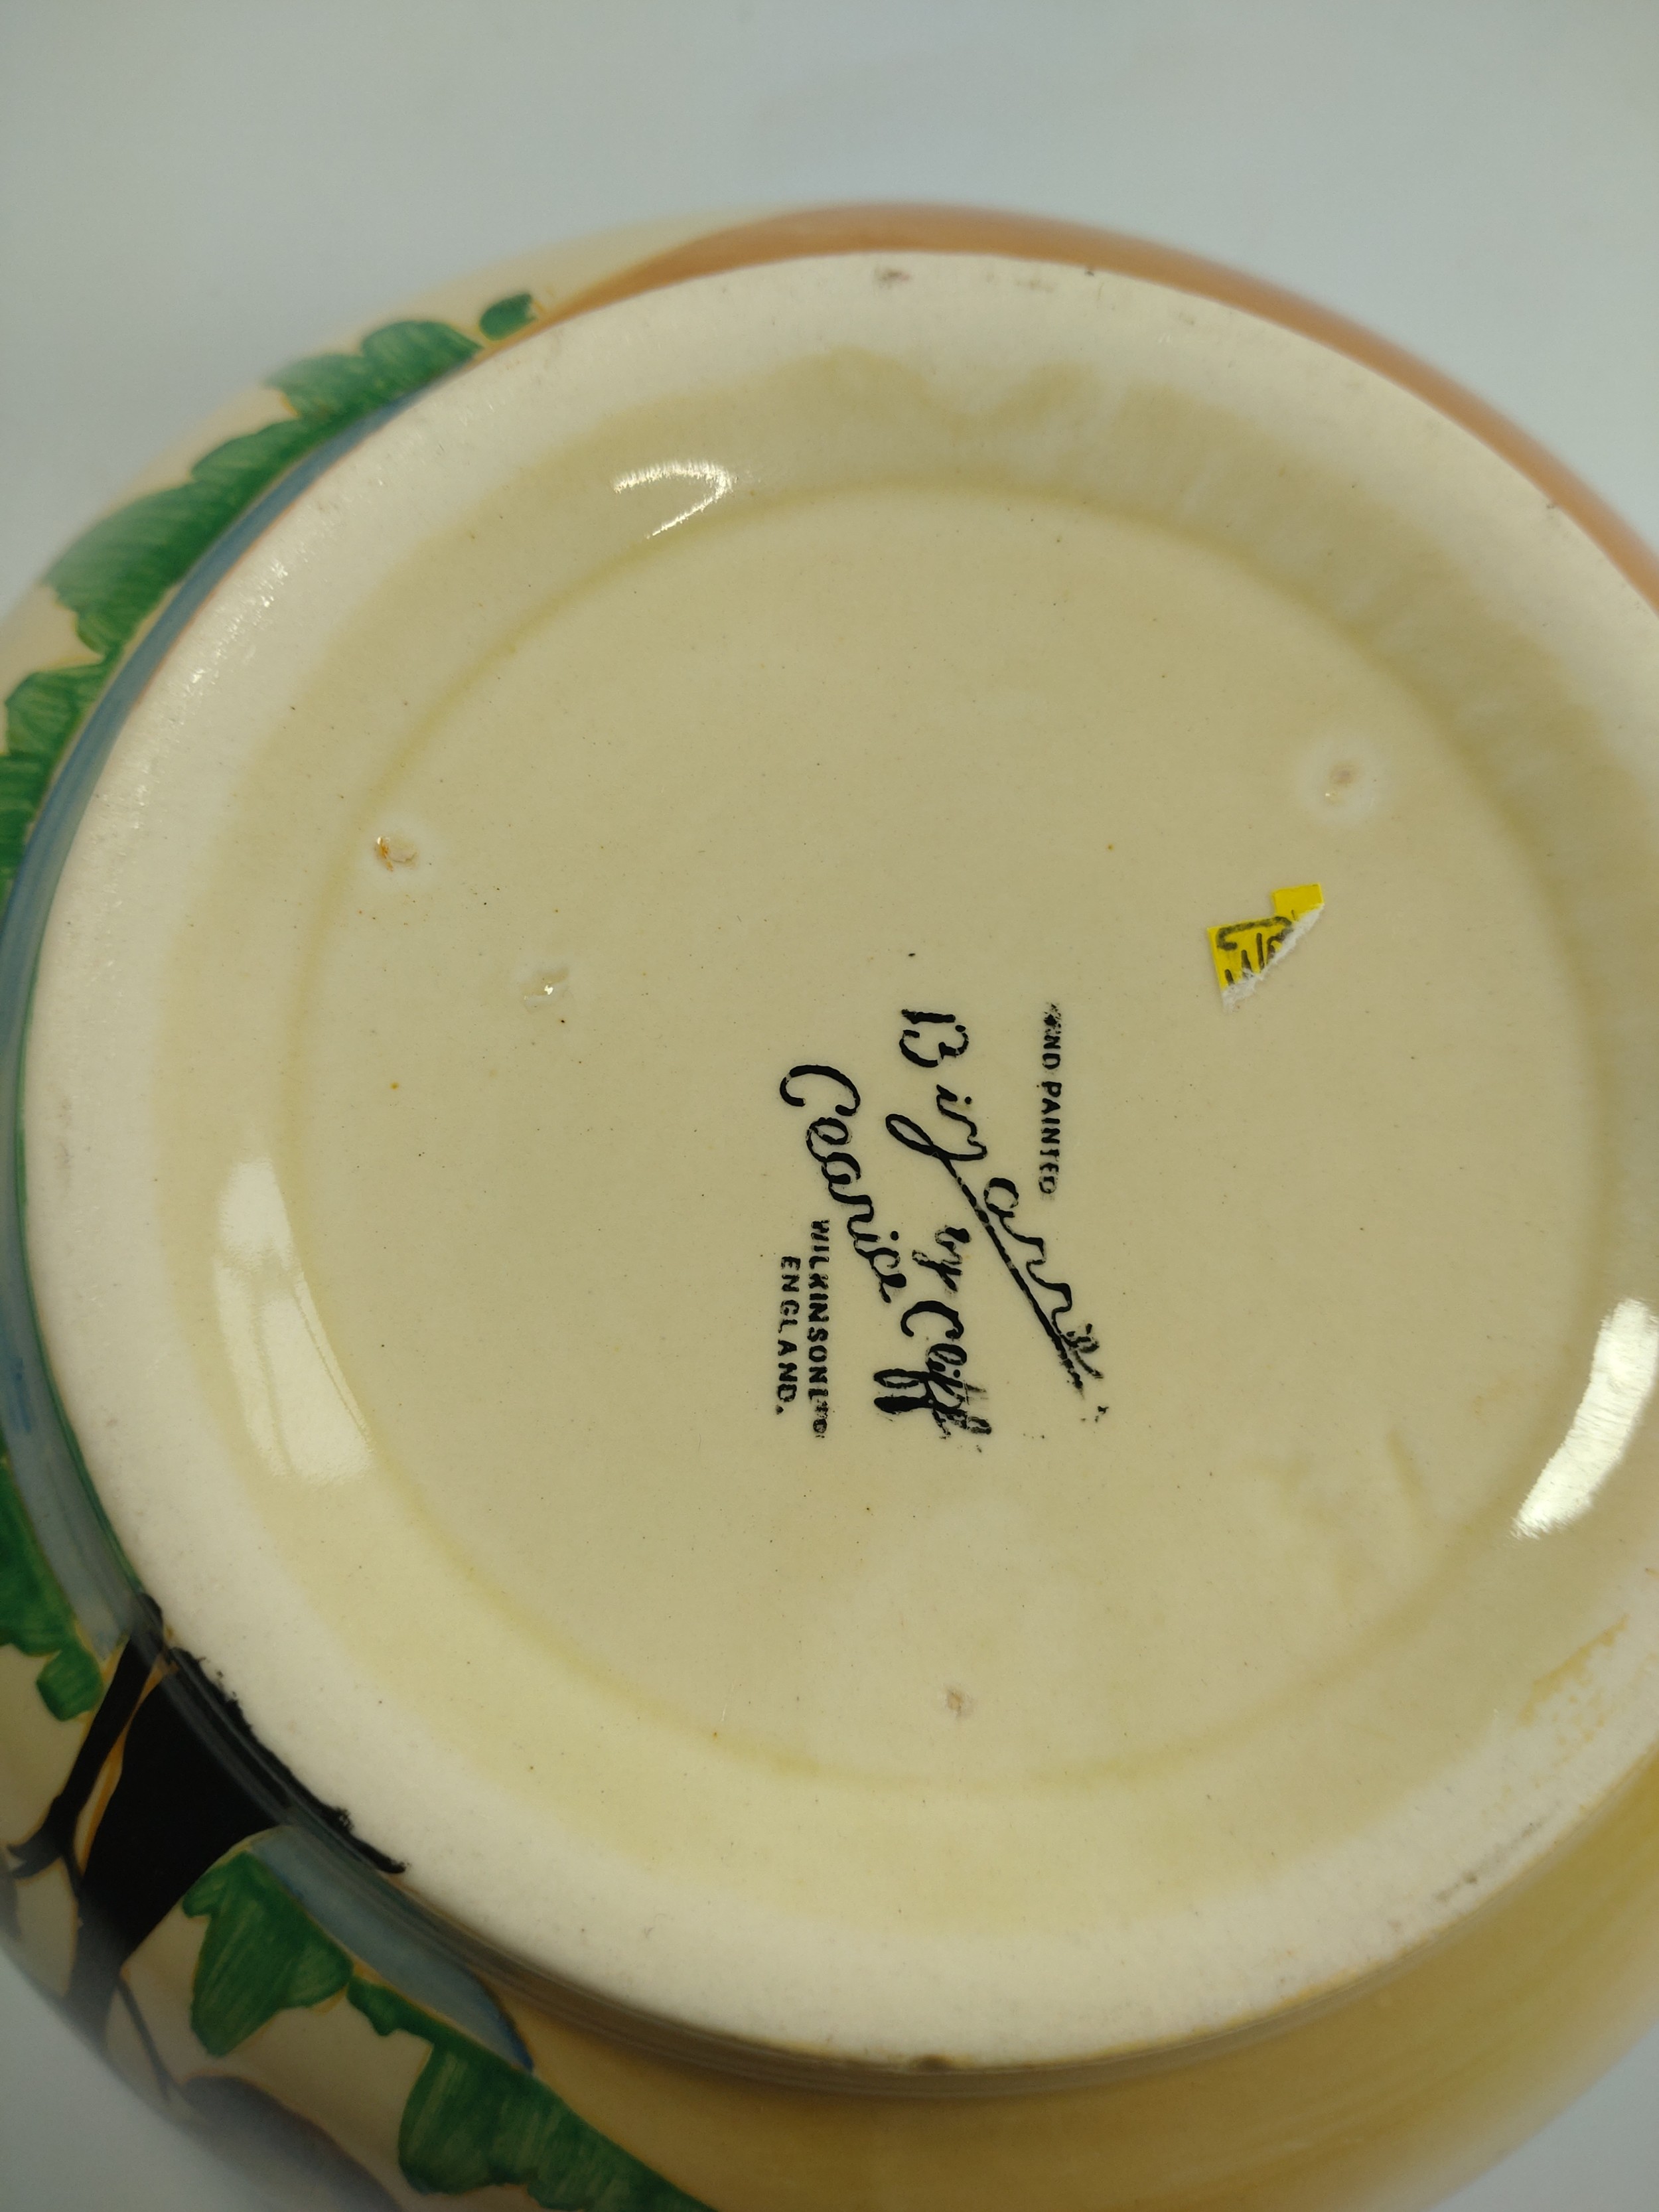 HAND PAINTED
Bizarre
by
Clarice Cliff
WILKINSON LTD
ENGLAND.